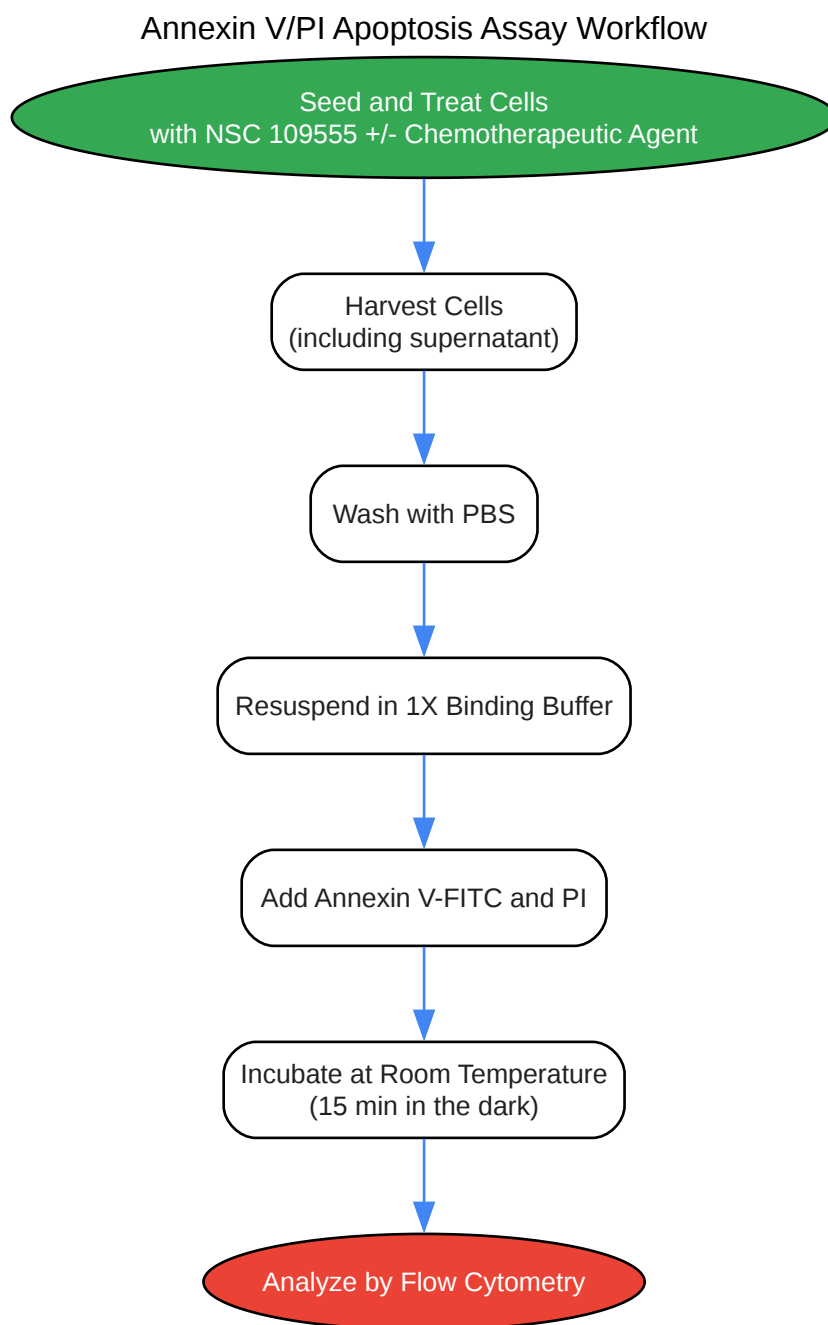 Annexin V/PI Apoptosis Assay Workflow
Seed and Treat Cells
with NSC 109555 +/- Chemotherapeutic Agent
Harvest Cells
(including supernatant)
Wash with PBS
Resuspend in 1X Binding Buffer
Add Annexin V-FITC and PI
Incubate at Room Temperature
(15 min in the dark)
Analyze by Flow Cytometry